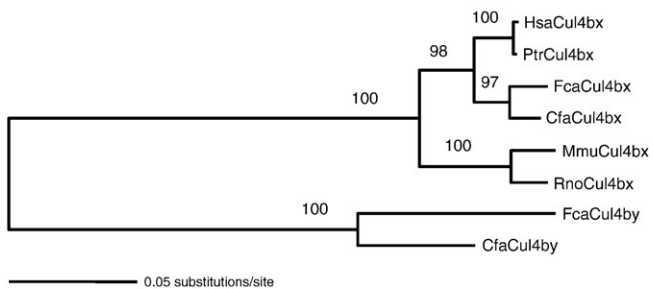 100
HsaCul4bx
PtrCul4bx
98
97
FcaCul4bx
CfaCul4bx
100
100
MmuCul4bx
RnoCul4bx
100
FcaCul4by
CfaCul4by
0.05 substitutions/site